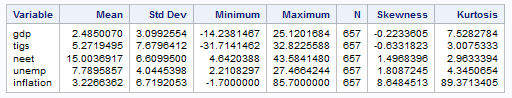 Variable Mean Std Dev Minimum Maximum N Skewness Kurtosis
gdp 2.4850070 3.0992554 -14.2381467 25.1201684 657 -0.2233605 7.5282784
tigs 5.2719495 7.6796412 -31.7141462 32.8225588 657 -0.6331823 3.0075333
neet 15.0036917 6.6099500 4.6420388 43.5841480 657 1.4968396 2.9633394
unemp 7.7895857 4.0445398 2.2108297 27.4664244 657 1.8087245 4.3450654
inflation 3.2266362 6.7192053 -1.7000000 85.7000000 657 8.6484513 89.3713405